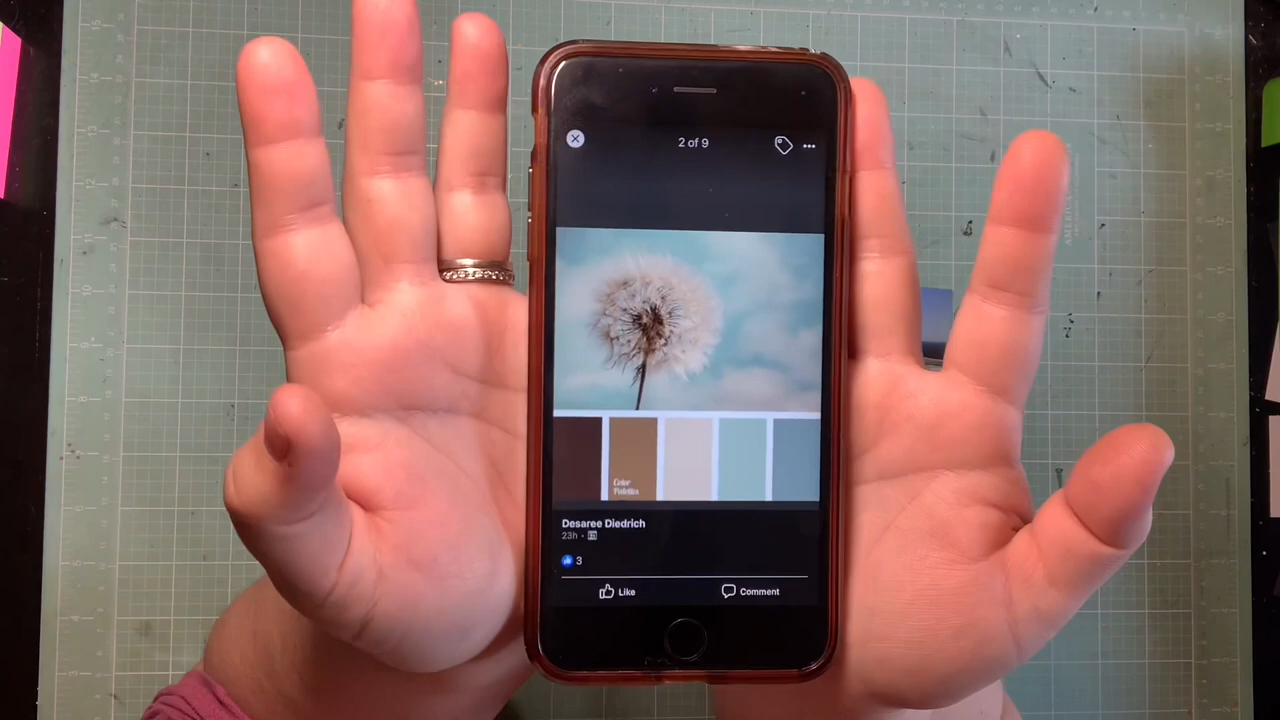 2 of 9
Color
Palettes
Desaree Diedrich
23h
3
Like
Comment